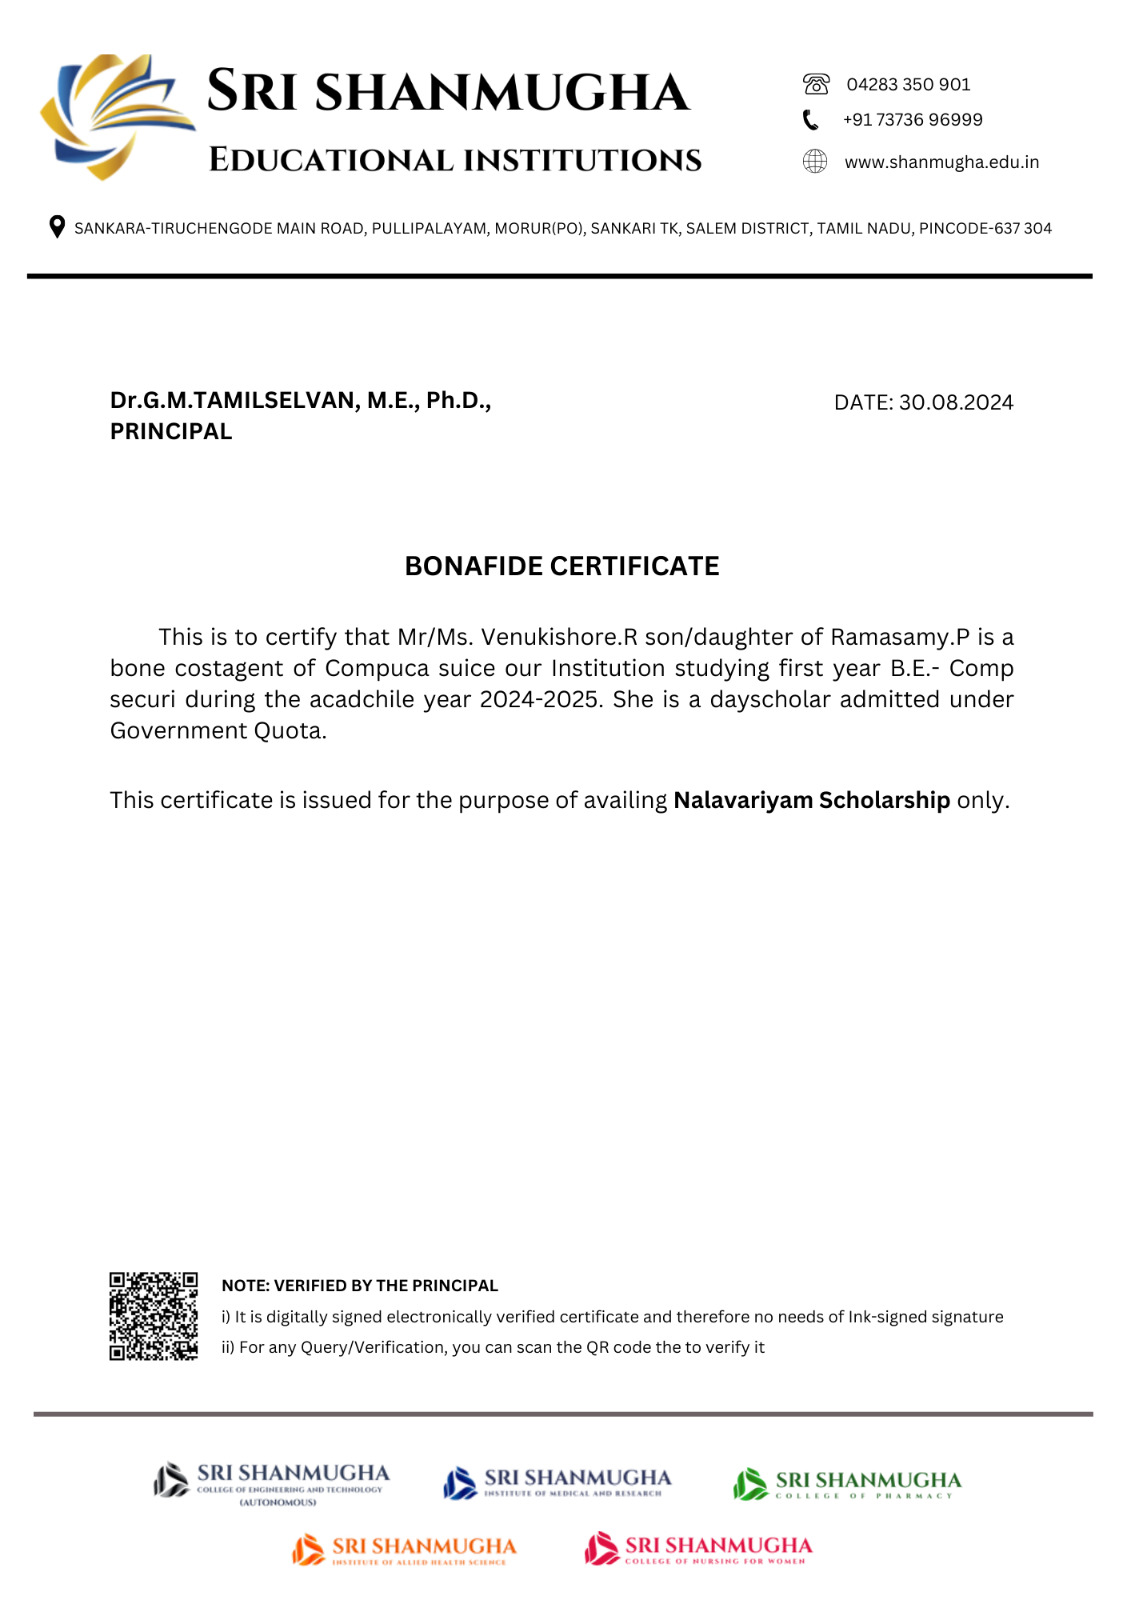 SRI SHANMUGHA
EDUCATIONAL INSTITUTIONS
04283 350 901
+91 73736 96999
www.shanmugha.edu.in
SANKARA-TIRUCHENGODE MAIN ROAD, PULLIPALAYAM, MORUR(PO), SANKARI TK, SALEM DISTRICT, TAMIL NADU, PINCODE-637 304
Dr.G.M.TAMILSELVAN, M.E., Ph.D.,
PRINCIPAL
DATE: 30.08.2024
BONAFIDE CERTIFICATE
This is to certify that Mr/Ms. Venukishore.R son/daughter of Ramasamy.P is a
bone costagent of Compuca suice our Institution studying first year B.E.- Comp
securi during the acadchile year 2024-2025. She is a dayscholar admitted under
Government Quota.
This certificate is issued for the purpose of availing Nalavariyam Scholarship only.
NOTE: VERIFIED BY THE PRINCIPAL
i) It is digitally signed electronically verified certificate and therefore no needs of Ink-signed signature
ii) For any Query/Verification, you can scan the QR code the to verify it
SRI SHANMUGHA
COLLEGE OF ENGINEERING AND TECHNOLOGY
(AUTONOMOUS)
SRI SHANMUGHA
INSTITUTE OF MEDICAL AND RESEARCH
SRI SHANMUGHA
COLLEGE OF PHARMACY
SRI SHANMUGHA
INSTITUTE OF ALLIED HEALTH SCIENCE
SRI SHANMUGHA
COLLEGE OF NURSING FOR WOMEN